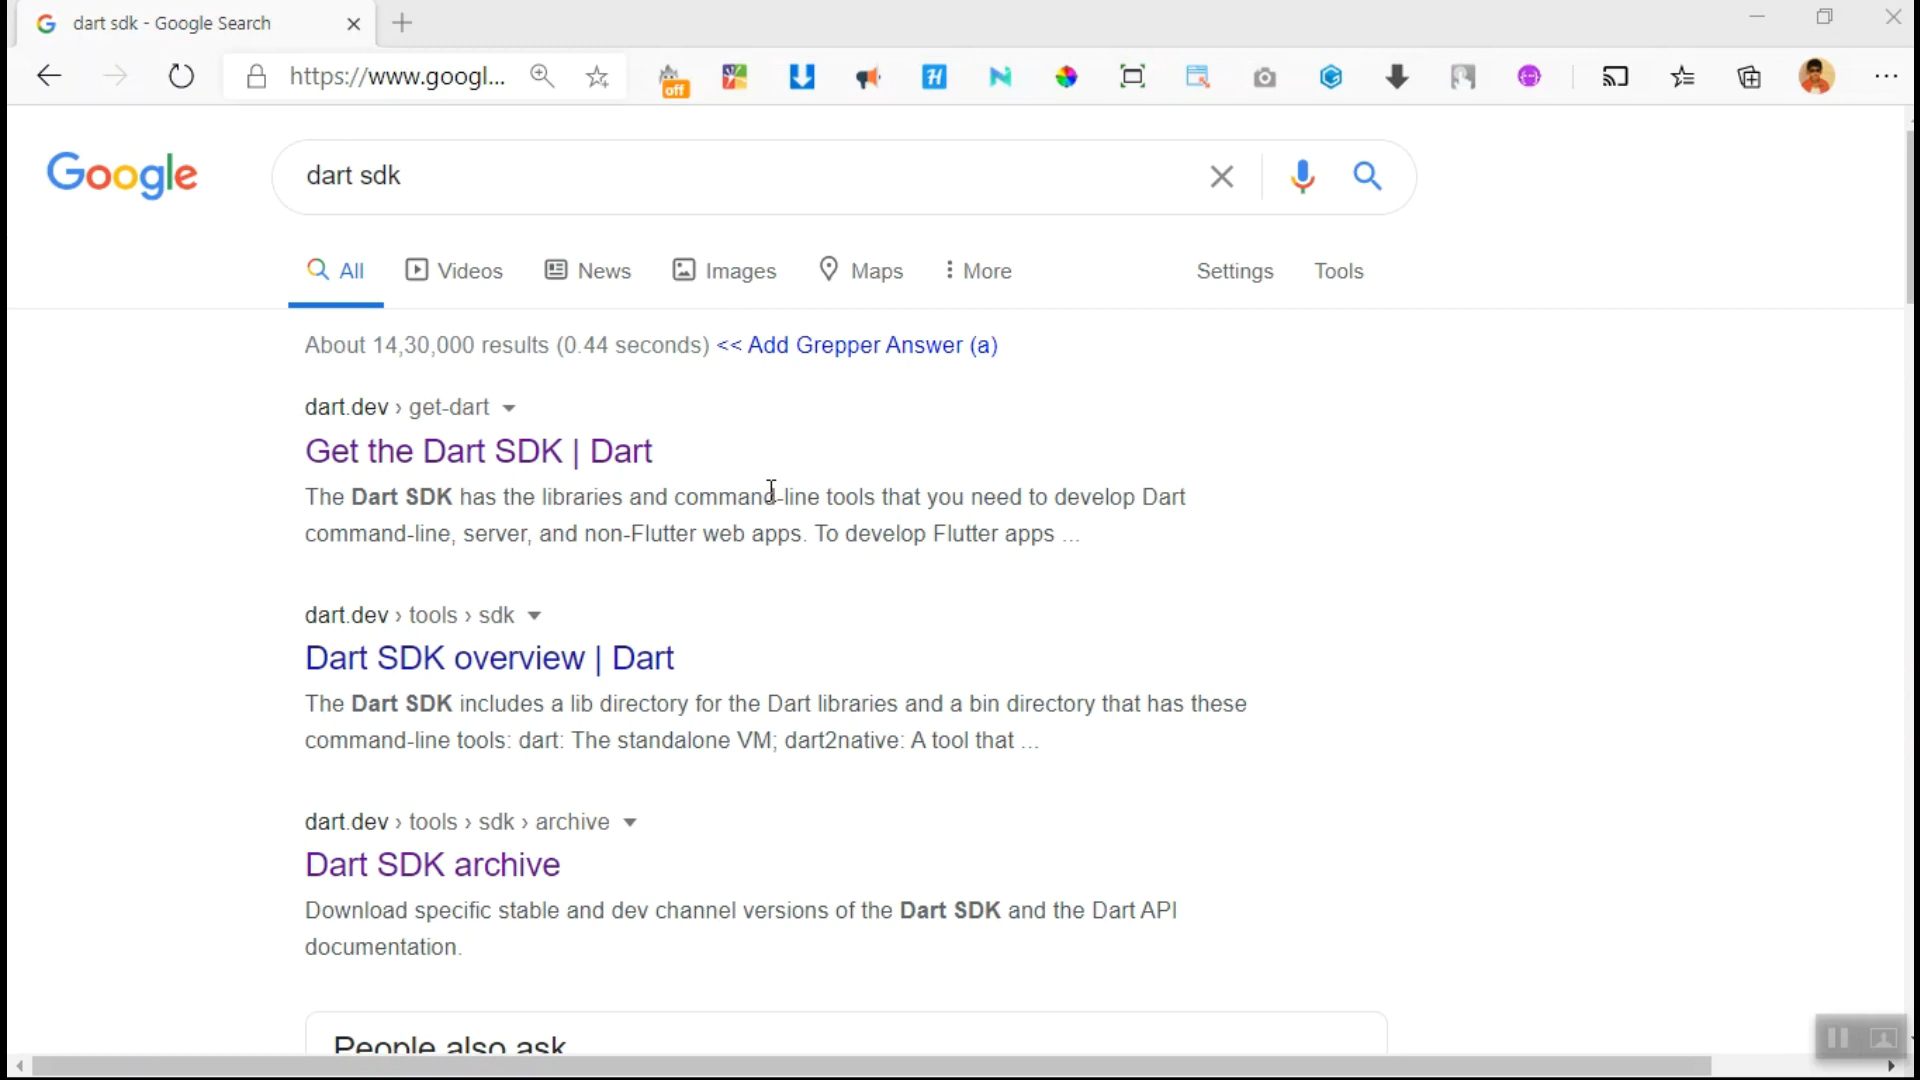 dart sdk - Google Search
https://www.googl...
off
Google
dart sdk
All Videos News Images Maps More Settings Tools
About 14,30,000 results (0.44 seconds) << Add Grepper Answer (a)
dart.dev › get-dart
Get the Dart SDK | Dart
The Dart SDK has the libraries and command-line tools that you need to develop Dart
command-line, server, and non-Flutter web apps. To develop Flutter apps ...
dart.dev › tools › sdk
Dart SDK overview | Dart
The Dart SDK includes a lib directory for the Dart libraries and a bin directory that has these
command-line tools: dart: The standalone VM; dart2native: A tool that ...
dart.dev › tools › sdk › archive
Dart SDK archive
Download specific stable and dev channel versions of the Dart SDK and the Dart API
documentation.
People also ask